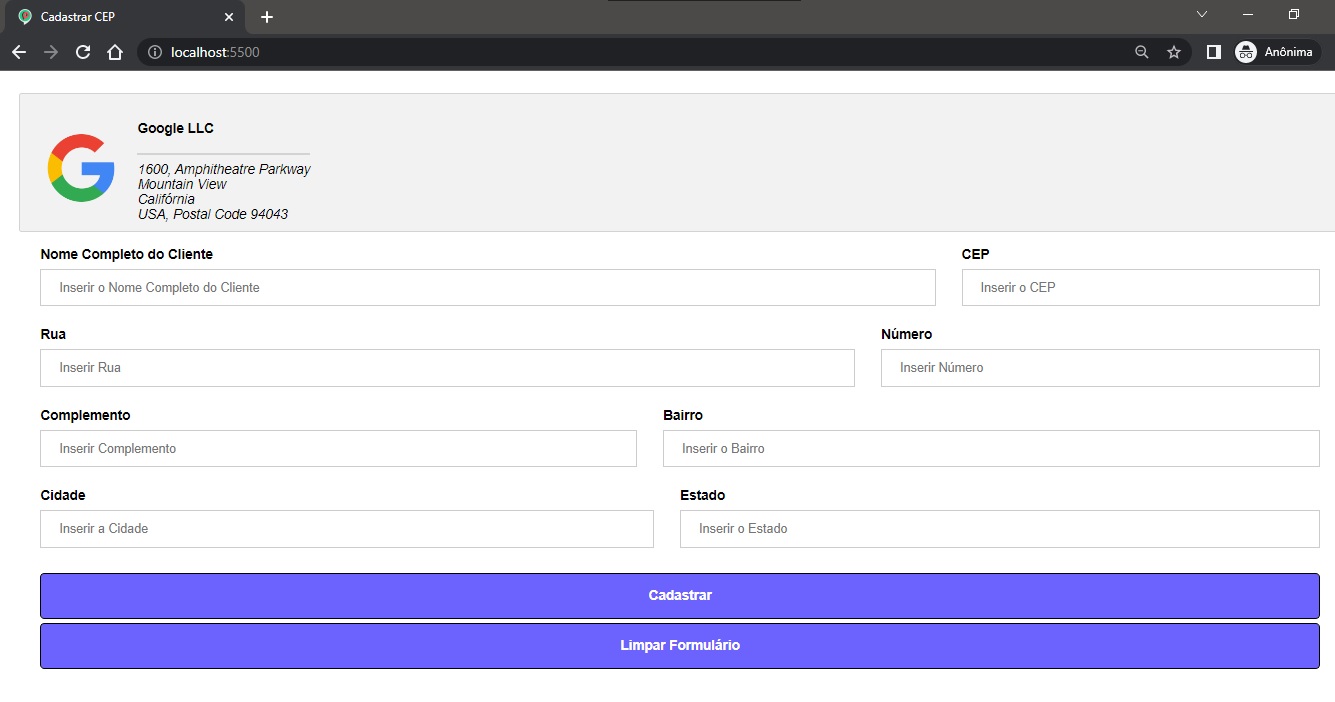 Cadastrar CEP
localhost:5500
Anônima
Google LLC
1600, Amphitheatre Parkway
Mountain View
Califórnia
USA, Postal Code 94043
Nome Completo do Cliente
CEP
Inserir o Nome Completo do Cliente
Inserir o CEP
Rua
Número
Inserir Rua
Inserir Número
Complemento
Bairro
Inserir Complemento
Inserir o Bairro
Cidade
Estado
Inserir a Cidade
Inserir o Estado
Cadastrar
Limpar Formulário